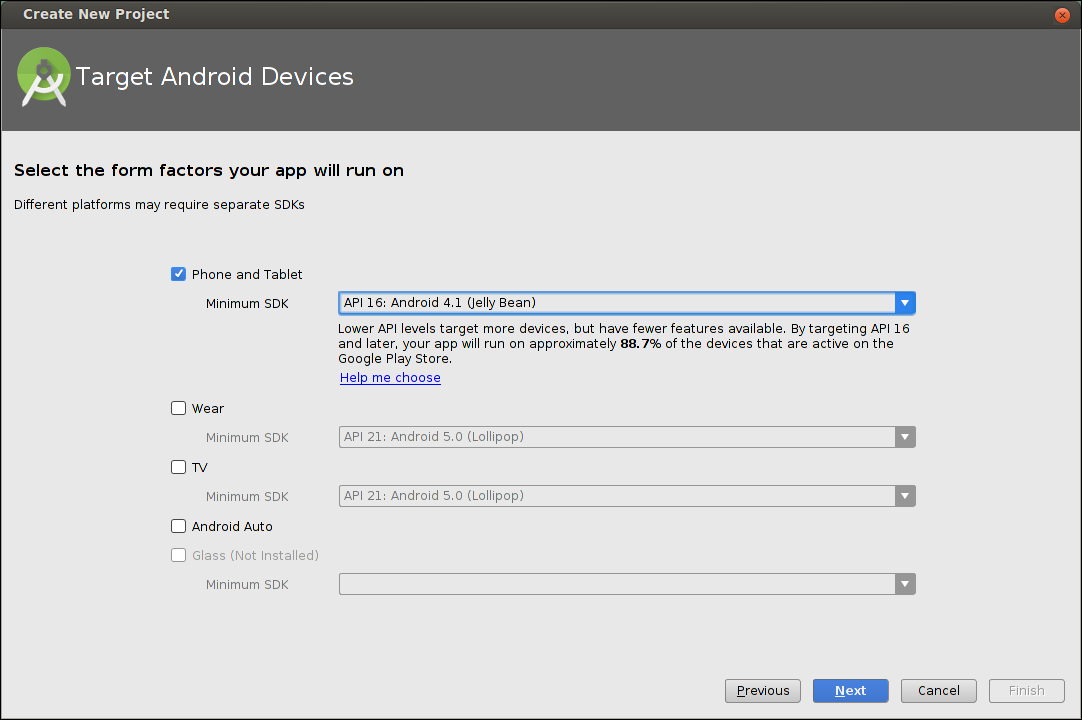 Create New Project
Target Android Devices
Select the form factors your app will run on
Different platforms may require separate SDKs
Phone and Tablet
Minimum SDK
API 16: Android 4.1 (Jelly Bean)
Lower API levels target more devices, but have fewer features available. By targeting API 16
and later, your app will run on approximately 88.7% of the devices that are active on the
Google Play Store.
Help me choose
Wear
Minimum SDK
API 21: Android 5.0 (Lollipop)
TV
Minimum SDK
API 21: Android 5.0 (Lollipop)
Android Auto
Glass (Not Installed)
Minimum SDK
Previous
Next
Cancel
Finish